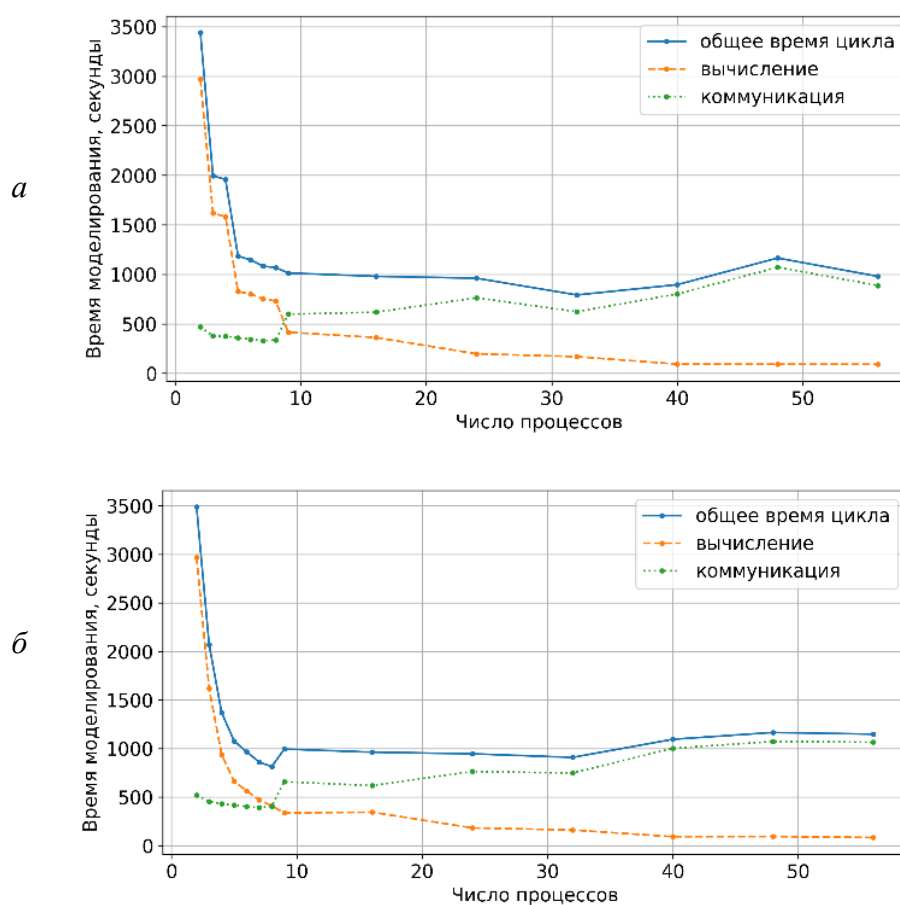 а
Время моделирования, секунды
3500
3000
2500
2000
1500
1000
500
0
общее время цикла
вычисление
коммуникация
0 10 20 30 40 50
Число процессов
б
Время моделирования, секунды
3500
3000
2500
2000
1500
1000
500
0
общее время цикла
вычисление
коммуникация
0 10 20 30 40 50
Число процессов